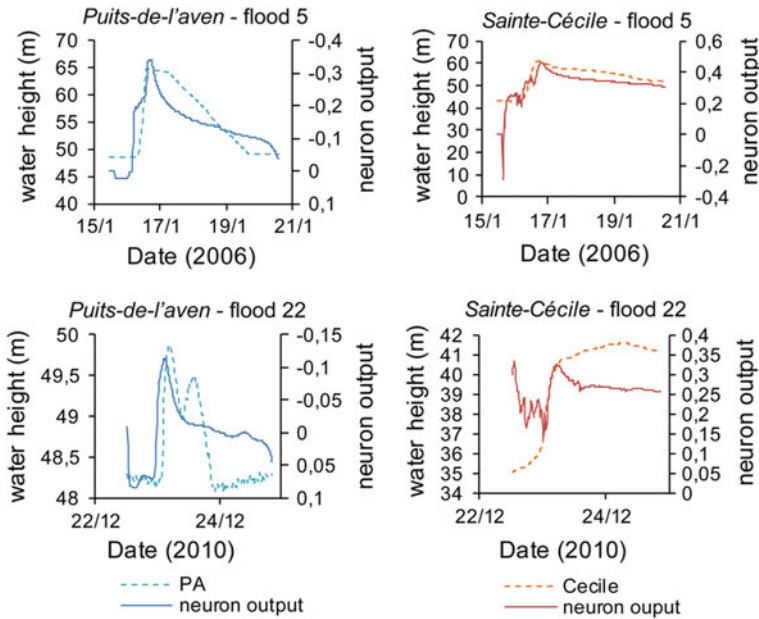 Puits-de-l'aven - flood 5
water height (m)
70
65
60
55
50
45
40
-0,4
-0,3
-0,2
-0,1
0
0,1
neuron output
15/1 17/1 19/1 21/1
Date (2006)
Sainte-Cécile - flood 5
water height (m)
70
60
50
40
30
20
10
0
0,6
0,4
0,2
0
-0,2
-0,4
neuron output
15/1 17/1 19/1 21/1
Date (2006)
Puits-de-l'aven - flood 22
water height (m)
50
49,5
49
48,5
48
-0,15
-0,1
-0,05
0
0,05
0,1
neuron output
22/12 24/12
Date (2010)
PA
neuron output
Sainte-Cécile - flood 22
water height (m)
42
41
40
39
38
37
36
35
34
0,4
0,35
0,3
0,25
0,2
0,15
0,1
0,05
0
neuron output
22/12 24/12
Date (2010)
Cecile
neuron ouput